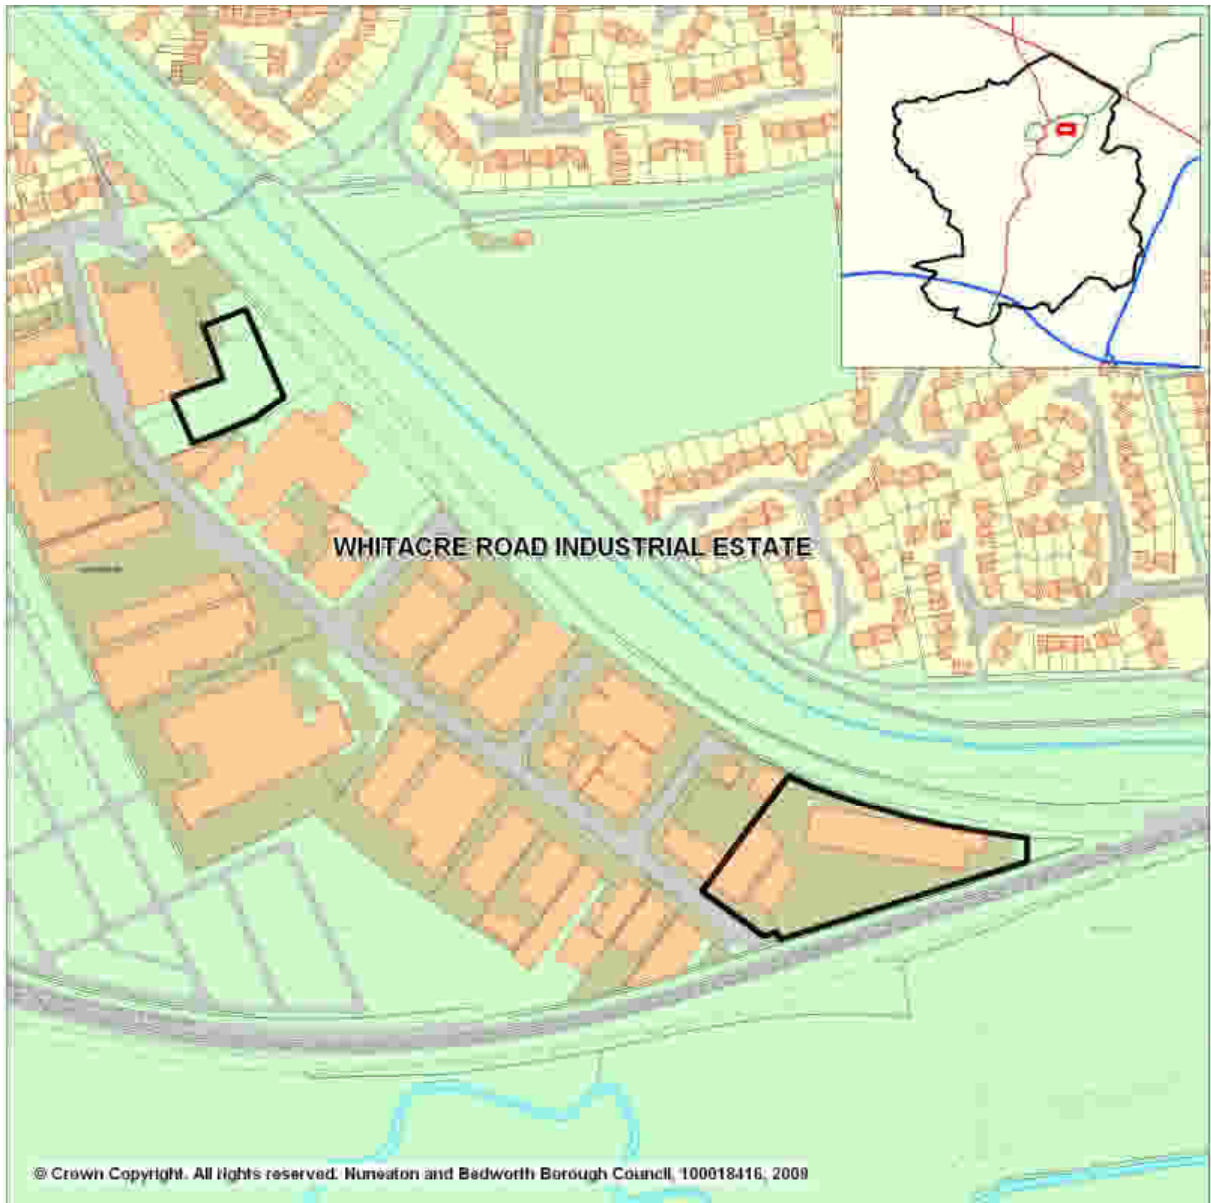 WHITACRE ROAD INDUSTRIAL ESTATE
© Crown Copyright. All rights reserved. Nuneaton and Bedworth Borough Council, 100018416, 2009